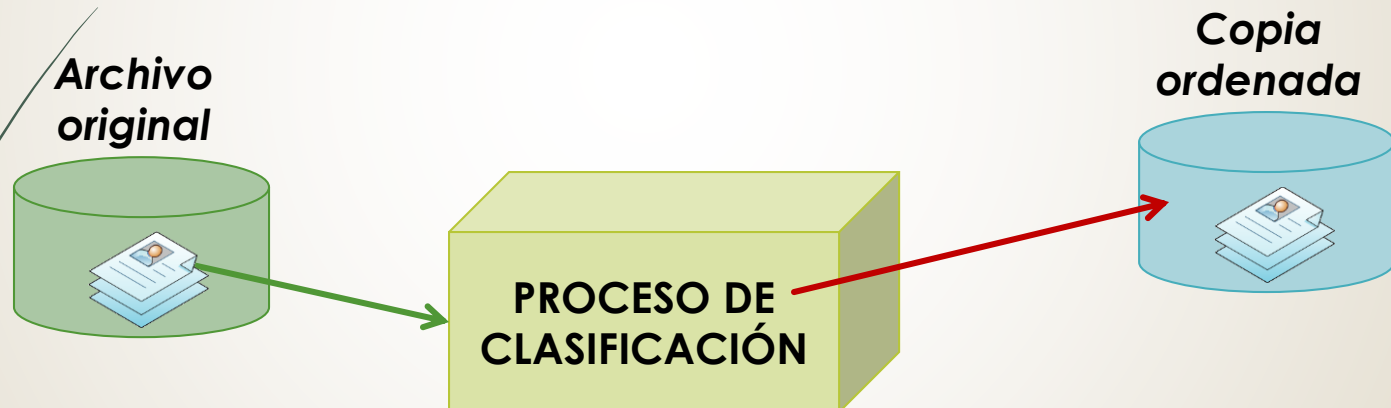 Archivo
original
Copia
ordenada
PROCESO DE
CLASIFICACIÓN